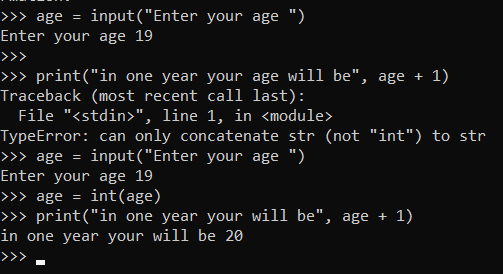 >>> age = input("Enter your age ")
Enter your age 19
>>>
>>> print("in one year your age will be", age + 1)
Traceback (most recent call last):
  File "<stdin>", line 1, in <module>
TypeError: can only concatenate str (not "int") to str
>>> age = input("Enter your age ")
Enter your age 19
>>> age = int(age)
>>> print("in one year your will be", age + 1)
in one year your will be 20
>>>